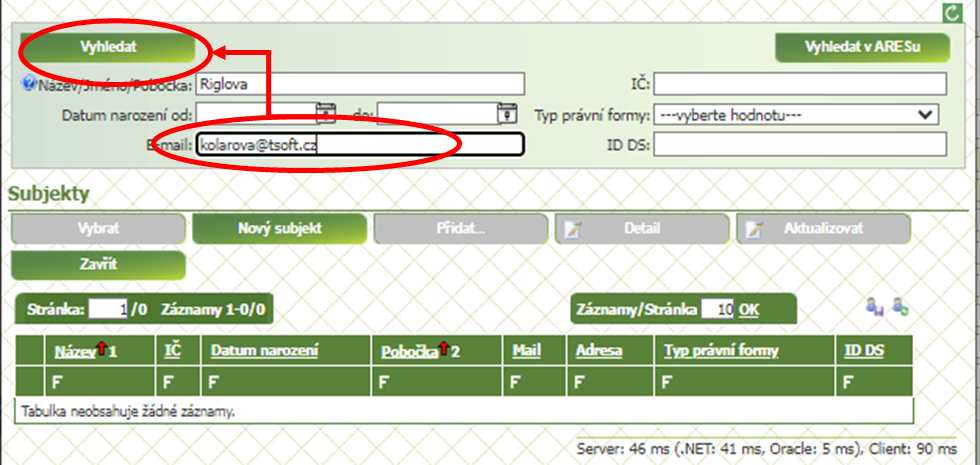 Vyhledat Vyhledat v ARESu
Název/Jméno/Pobočka: Riglova IČ:
Datum narození od: do: Typ právní formy: ---vyberte hodnotu---
E-mail: kolarova@tsoft.cz ID DS:
Subjekty
Vybrat Nový subjekt Přidat... Detail Aktualizovat
Zavřít
Stránka: 1 /0 Záznamy 1-0/0 Záznamy/Stránka 10 OK
Název 1 IČ Datum narození Pobočka 2 Mail Adresa Typ právní formy ID DS
F F F F F F F F
Tabulka neobsahuje žádné záznamy.
Server: 46 ms (.NET: 41 ms, Oracle: 5 ms), Client: 90 ms